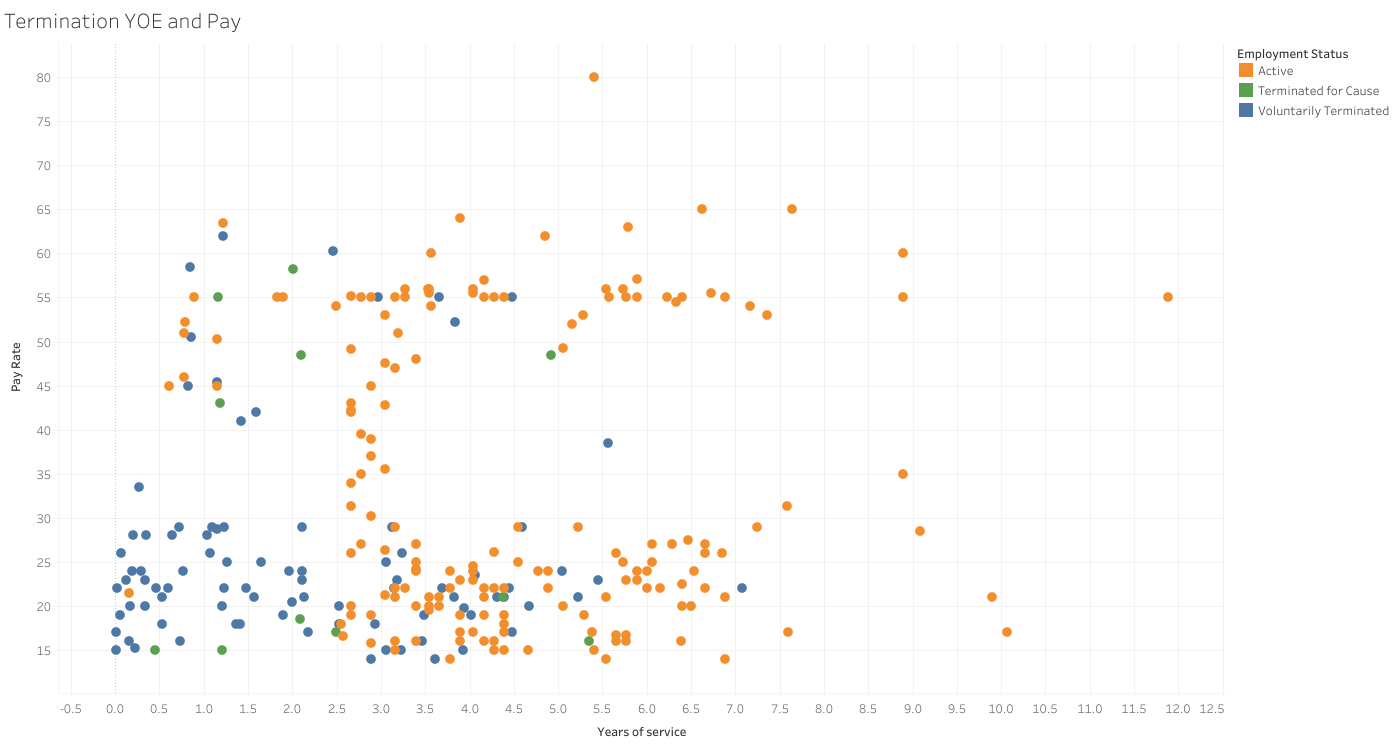 Termination YOE and Pay
Employment Status
Active
Terminated for Cause
Voluntarily Terminated
Pay Rate
80
75
70
65
60
55
50
45
40
35
30
25
20
15
-0.5 0.0 0.5 1.0 1.5 2.0 2.5 3.0 3.5 4.0 4.5 5.0 5.5 6.0 6.5 7.0 7.5 8.0 8.5 9.0 9.5 10.0 10.5 11.0 11.5 12.0 12.5
Years of service